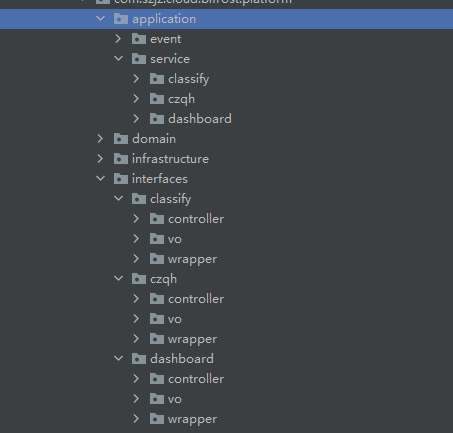 com.szjz.cloud.bifrost.platform
application
event
service
classify
czqh
dashboard
domain
infrastructure
interfaces
classify
controller
vo
wrapper
czqh
controller
vo
wrapper
dashboard
controller
vo
wrapper